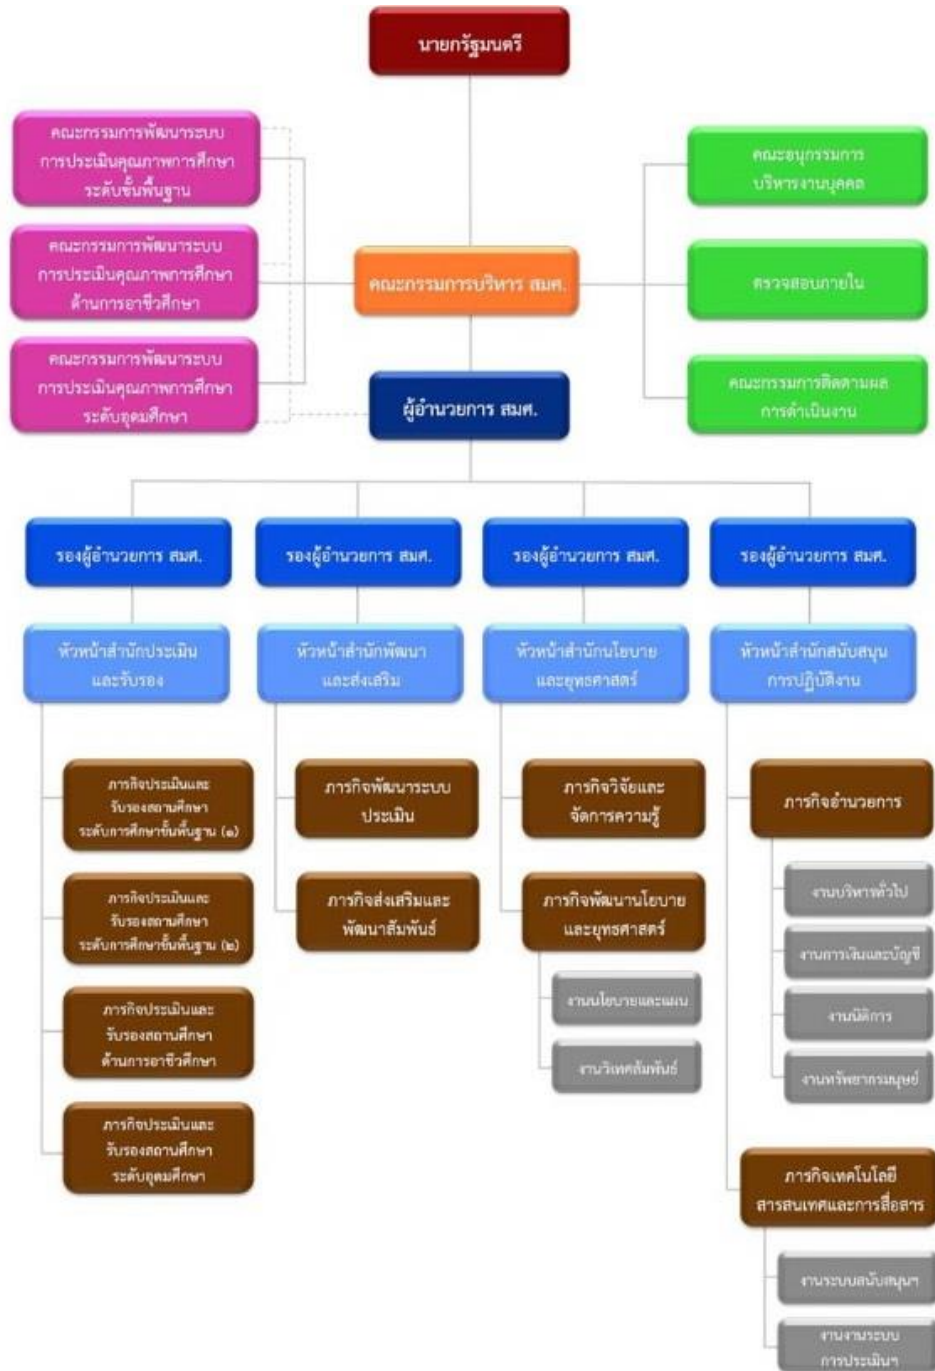 นายกรัฐมนตรี
คณะกรรมการพัฒนาระบบ
การประเมินคุณภาพการศึกษา
ระดับขั้นพื้นฐาน
คณะอนุกรรมการ
บริหารงานบุคคล
คณะกรรมการพัฒนาระบบ
การประเมินคุณภาพการศึกษา
ด้านการอาชีวศึกษา
คณะกรรมการบริหาร สมศ.
ตรวจสอบภายใน
คณะกรรมการพัฒนาระบบ
การประเมินคุณภาพการศึกษา
ระดับอุดมศึกษา
ผู้อำนวยการ สมศ.
คณะกรรมการติดตามผล
การดำเนินงาน
รองผู้อำนวยการ สมศ.
รองผู้อำนวยการ สมศ.
รองผู้อำนวยการ สมศ.
รองผู้อำนวยการ สมศ.
หัวหน้าสำนักประเมิน
และรับรอง
หัวหน้าสำนักพัฒนา
และส่งเสริม
หัวหน้าสำนักนโยบาย
และยุทธศาสตร์
หัวหน้าสำนักสนับสนุน
การปฏิบัติงาน
ภารกิจประเมินและ
รับรองสถานศึกษา
ระดับการศึกษาขั้นพื้นฐาน (๑)
ภารกิจประเมินและ
รับรองสถานศึกษา
ระดับการศึกษาขั้นพื้นฐาน (๒)
ภารกิจประเมินและ
รับรองสถานศึกษา
ด้านการอาชีวศึกษา
ภารกิจประเมินและ
รับรองสถานศึกษา
ระดับอุดมศึกษา
ภารกิจพัฒนาระบบ
ประเมิน
ภารกิจส่งเสริมและ
พัฒนาสัมพันธ์
ภารกิจวิจัยและ
จัดการความรู้
ภารกิจพัฒนานโยบาย
และยุทธศาสตร์
งานนโยบายและแผน
งานวิเทศสัมพันธ์
ภารกิจอำนวยการ
งานบริหารทั่วไป
งานการเงินและบัญชี
งานนิติการ
งานทรัพยากรมนุษย์
ภารกิจเทคโนโลยี
สารสนเทศและการสื่อสาร
งานระบบสนับสนุนฯ
งานงานระบบ
การประเมินฯ